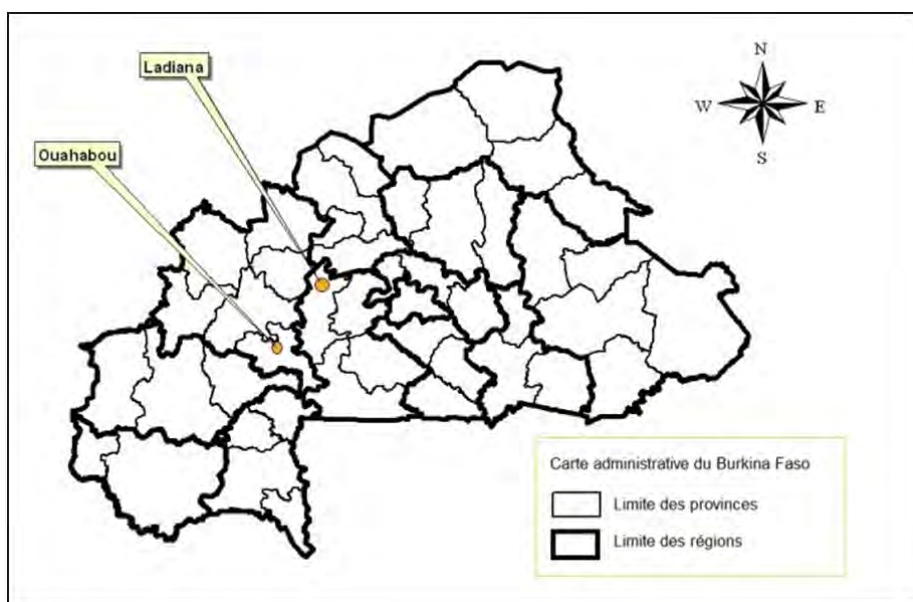 Ladiana
Ouahabou
N
W E
S
Carte administrative du Burkina Faso
Limite des provinces
Limite des régions